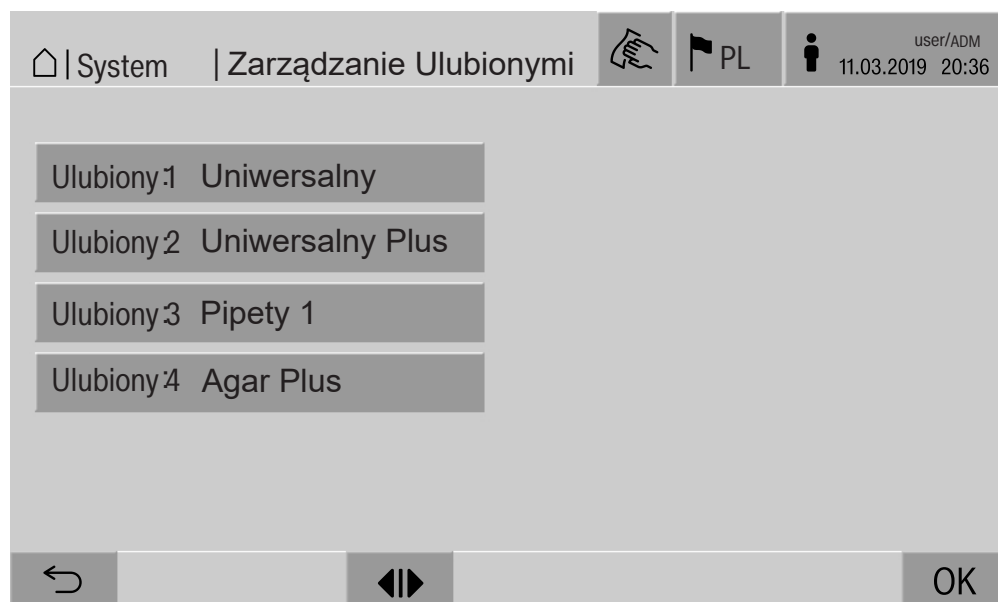 | System | Zarządzanie Ulubionymi
PL
user/ADM
11.03.2019 20:36
Ulubiony:1 Uniwersalny
Ulubiony:2 Uniwersalny Plus
Ulubiony:3 Pipety 1
Ulubiony:4 Agar Plus
OK